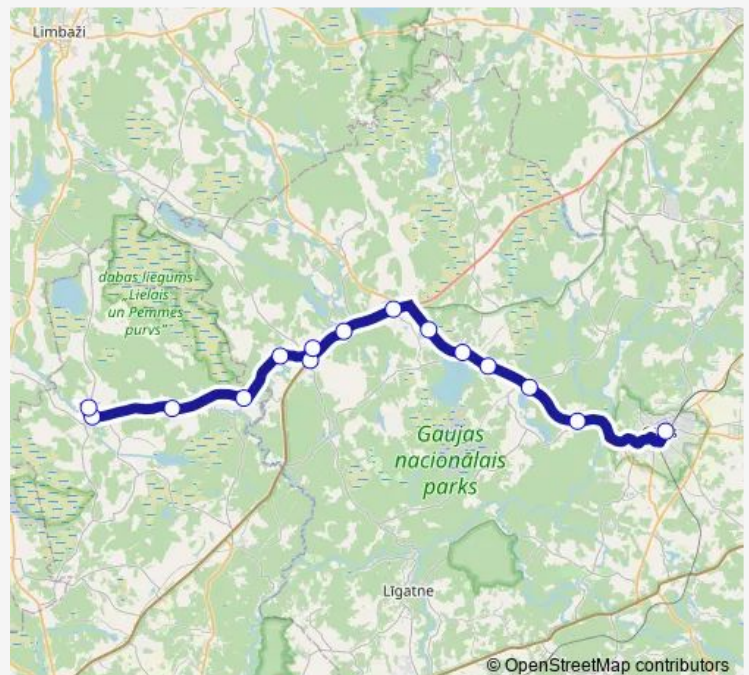 Limbaži
dabas liegums
„Lielais
un Pemmes
purvs”
Gaujas
nacionālais
parks
Līgatne
© OpenStreetMap contributors